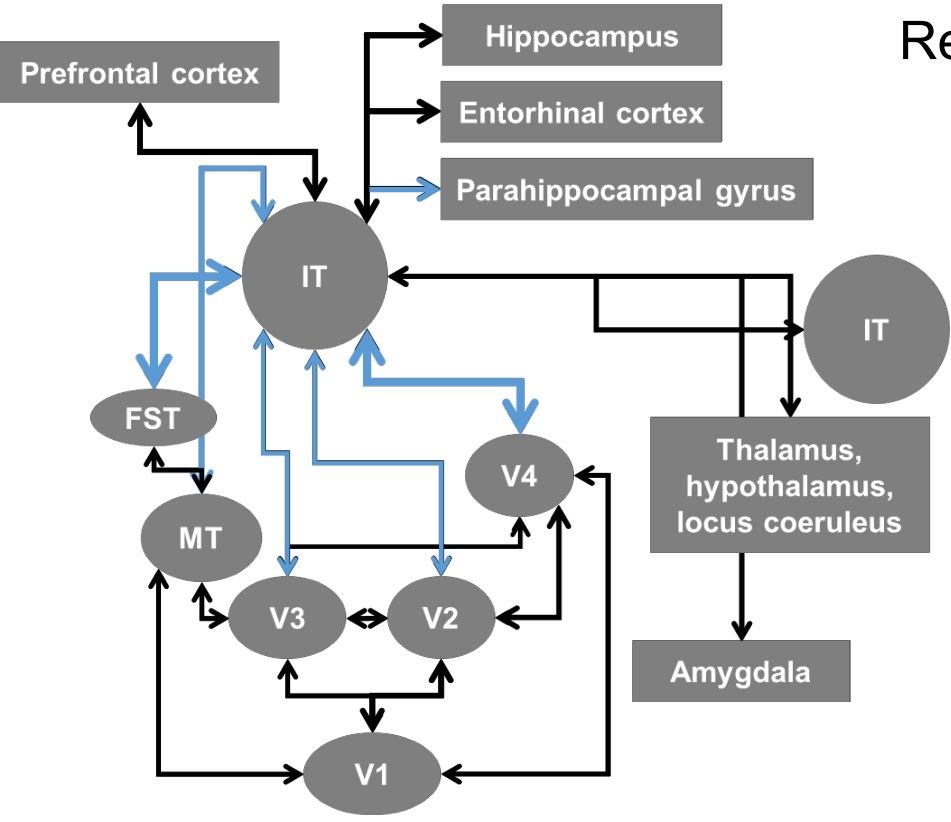 Re
Hippocampus
Prefrontal cortex
Entorhinal cortex
Parahippocampal gyrus
IT
IT
FST
Thalamus,
hypothalamus,
locus coeruleus
V4
MT
V3
V2
Amygdala
V1